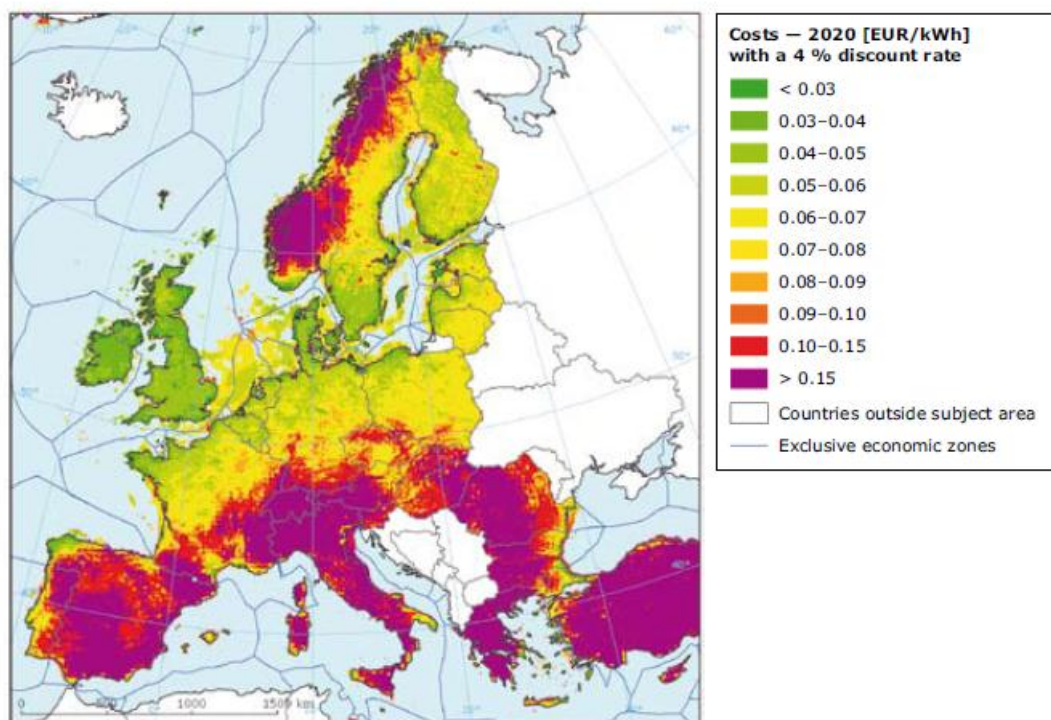 Costs — 2020 [EUR/kWh]
with a 4 % discount rate
< 0.03
0.03–0.04
0.04–0.05
0.05–0.06
0.06–0.07
0.07–0.08
0.08–0.09
0.09–0.10
0.10–0.15
> 0.15
Countries outside subject area
Exclusive economic zones
0 500 1000 1500 km